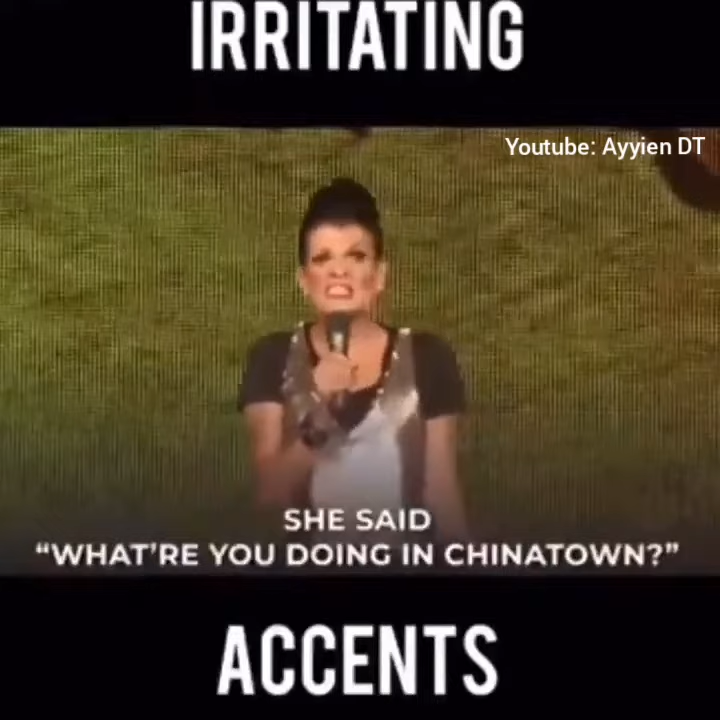 IRRITATING
Youtube: Ayyien DT
SHE SAID
“WHAT’RE YOU DOING IN CHINATOWN?”
ACCENTS